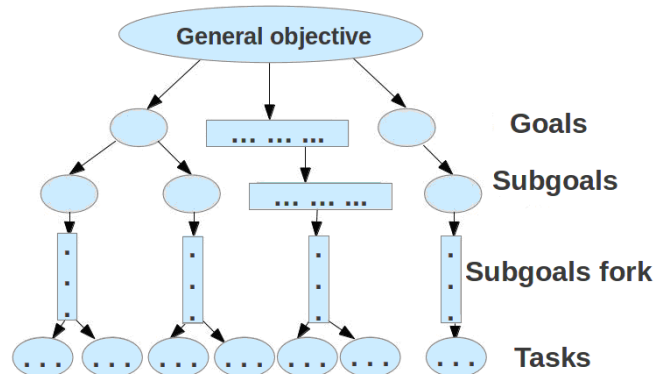 General objective
... ... ...
Goals
... ... ...
Subgoals
. . .
. . .
. . .
. . .
Subgoals fork
. . .
. . .
. . .
. . .
. . .
. . .
. . .
Tasks